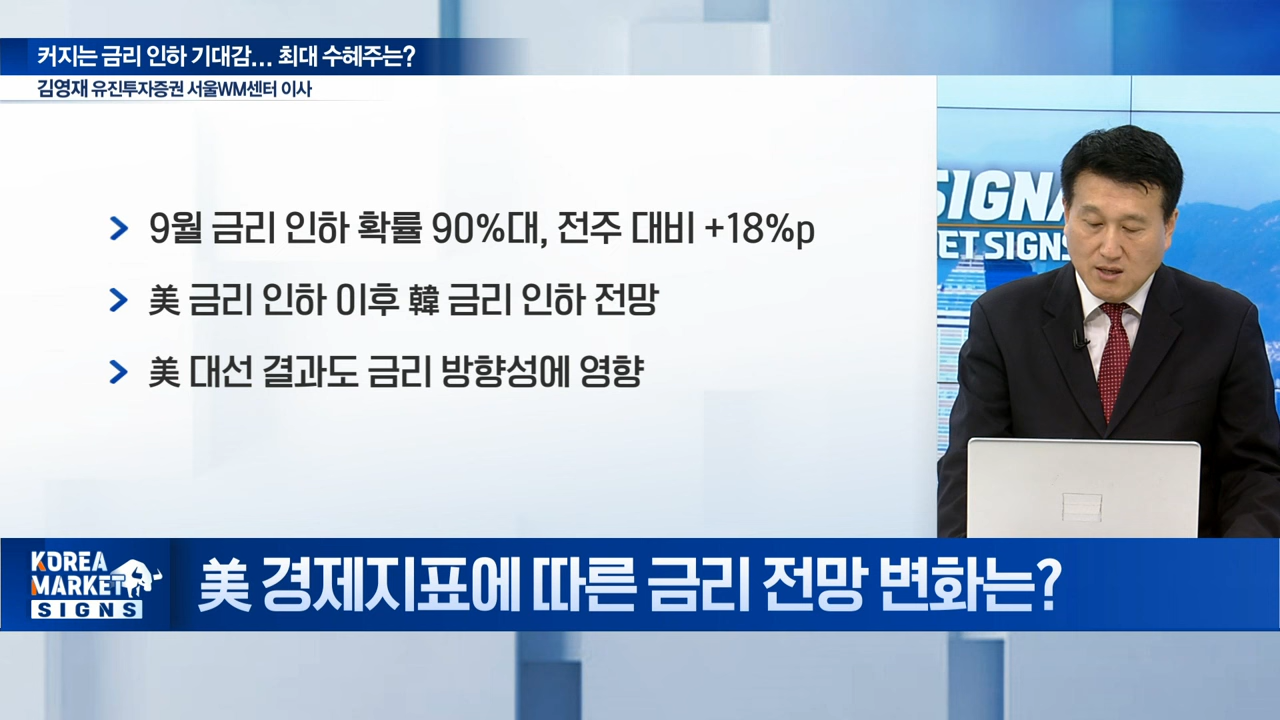 커지는 금리 인하 기대감... 최대 수혜주는?
김영재 유진투자증권 서울WM센터 이사
9월 금리 인하 확률 90%대, 전주 대비 +18%p
美 금리 인하 이후 韓 금리 인하 전망
美 대선 결과도 금리 방향성에 영향
SIGNA
ET SIGNS
KOREA
MARKET
SIGNS
美 경제지표에 따른 금리 전망 변화는?